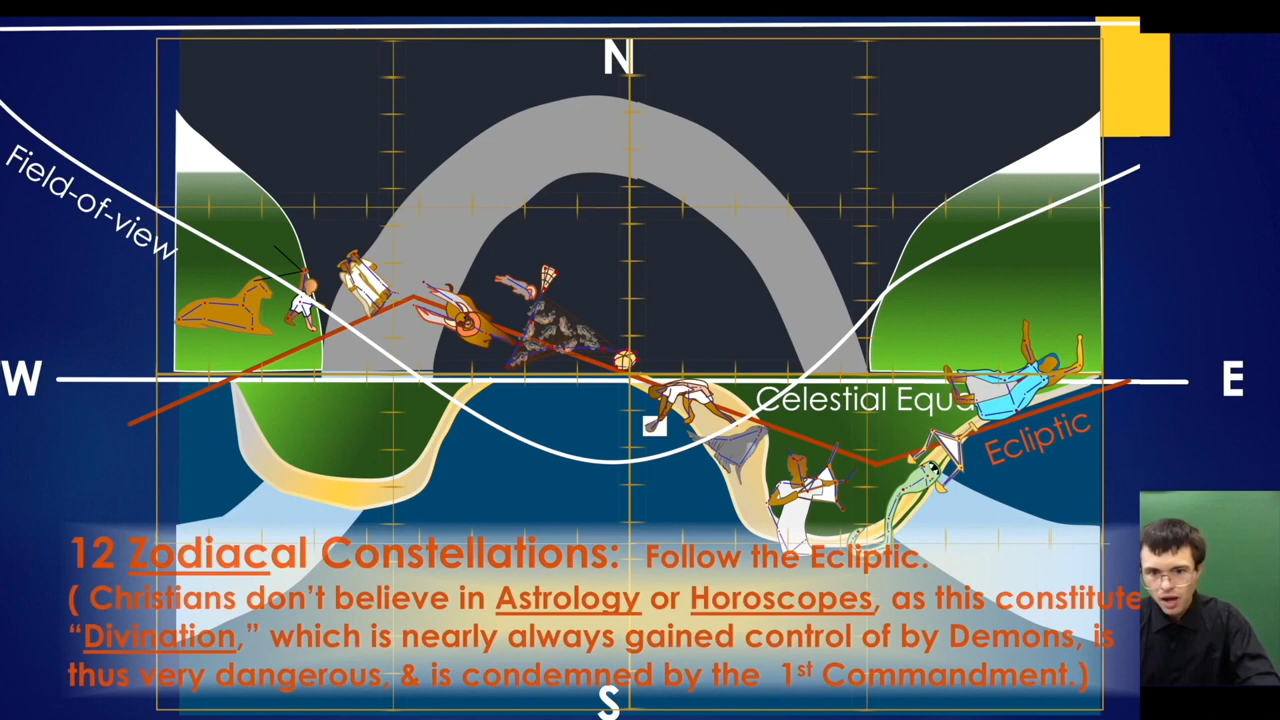 N
Field-of-view
W
E
Celestial Equa
Ecliptic
12 Zodiacal Constellations: Follow the Ecliptic.
( Christians don't believe in Astrology or Horoscopes, as this constitute
“Divination,” which is nearly always gained control of by Demons, is
thus very dangerous, & is condemned by the 1st Commandment.)
S